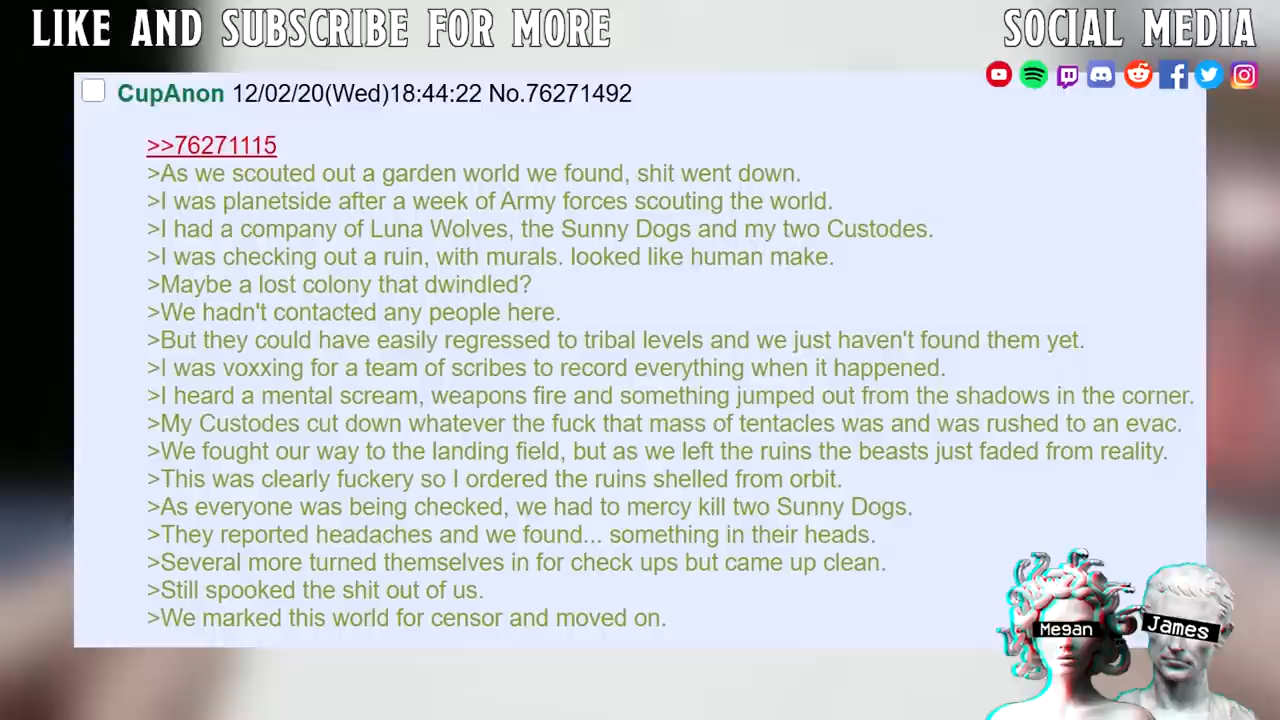 LIKE AND SUBSCRIBE FOR MORE
SOCIAL MEDIA
CupAnon 12/02/20(Wed)18:44:22 No.76271492
>>76271115
>As we scouted out a garden world we found, shit went down.
>I was planetside after a week of Army forces scouting the world.
>I had a company of Luna Wolves, the Sunny Dogs and my two Custodes.
>I was checking out a ruin, with murals. looked like human make.
>Maybe a lost colony that dwindled?
>We hadn't contacted any people here.
>But they could have easily regressed to tribal levels and we just haven't found them yet.
>I was voxxing for a team of scribes to record everything when it happened.
>I heard a mental scream, weapons fire and something jumped out from the shadows in the corner.
>My Custodes cut down whatever the fuck that mass of tentacles was and was rushed to an evac.
>We fought our way to the landing field, but as we left the ruins the beasts just faded from reality.
>This was clearly fuckery so I ordered the ruins shelled from orbit.
>As everyone was being checked, we had to mercy kill two Sunny Dogs.
>They reported headaches and we found... something in their heads.
>Several more turned themselves in for check ups but came up clean.
>Still spooked the shit out of us.
>We marked this world for censor and moved on.
Megan
James